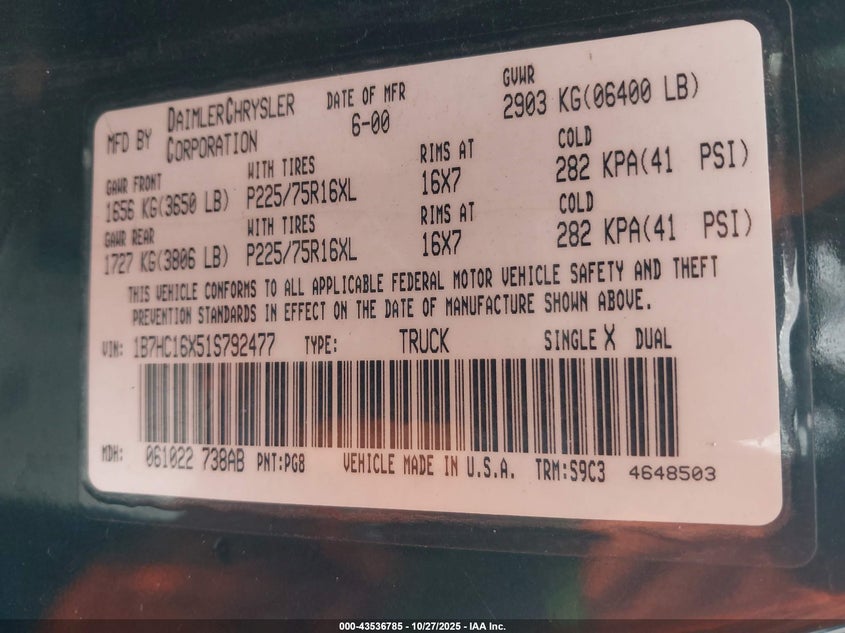 MFD BY DAIMLERCHRYSLER CORPORATION DATE OF MFR 6-00 GVWR 2903 KG(06400 LB)
GAWR FRONT WITH TIRES RIMS AT COLD
1656 KG(3650 LB) P225/75R16XL 16X7 282 KPA(41 PSI)
GAWR REAR WITH TIRES RIMS AT COLD
1727 KG(3806 LB) P225/75R16XL 16X7 282 KPA(41 PSI)
THIS VEHICLE CONFORMS TO ALL APPLICABLE FEDERAL MOTOR VEHICLE SAFETY AND THEFT
PREVENTION STANDARDS IN EFFECT ON THE DATE OF MANUFACTURE SHOWN ABOVE.
VIN: 1B7HC16X51S792477 TYPE: TRUCK SINGLE X DUAL
MDH: 061022 738AB PNT:PG8 VEHICLE MADE IN U.S.A. TRM:S9C3 4648503
000-43536785 - 10/27/2025 - IAA Inc.